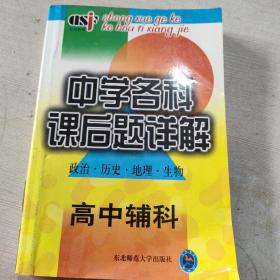 zhong xue ge ke
ke hou ti xiang jie
中学各科
课后题详解
政治·历史·地理·生物
高中辅科
东北师范大学出版社